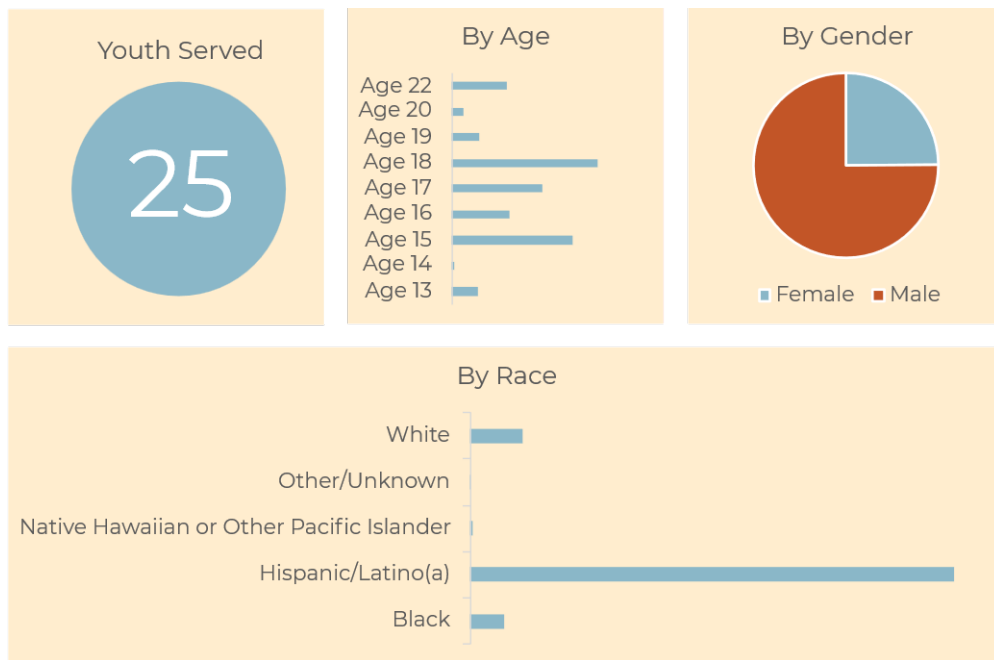 Youth Served
25
By Age
Age 22
Age 20
Age 19
Age 18
Age 17
Age 16
Age 15
Age 14
Age 13
By Gender
Female Male
By Race
White
Other/Unknown
Native Hawaiian or Other Pacific Islander
Hispanic/Latino(a)
Black